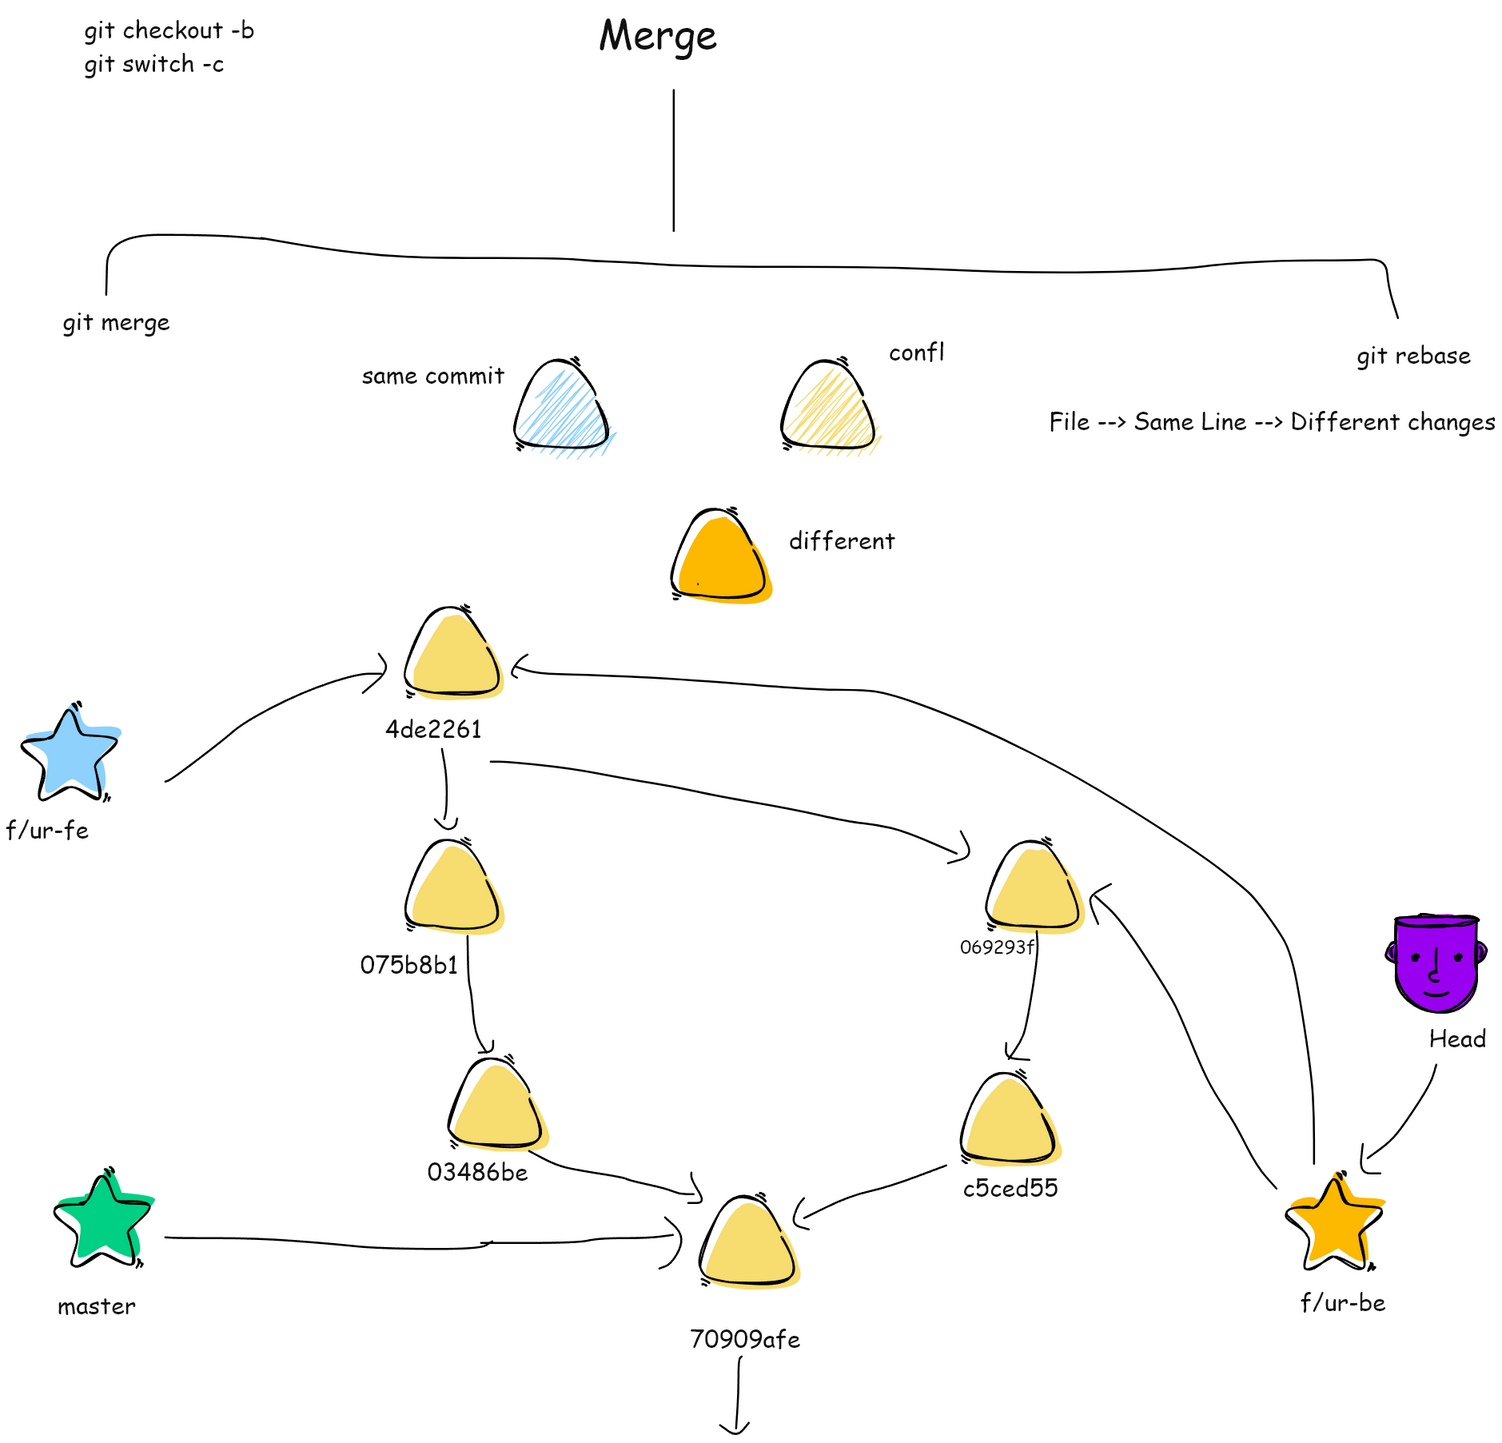 git checkout -b
git switch -c
Merge
git merge
git rebase
same commit
confl
File --> Same Line --> Different changes
different
4de2261
f/ur-fe
075b8b1
069293f
Head
03486be
c5ced55
master
f/ur-be
70909afe